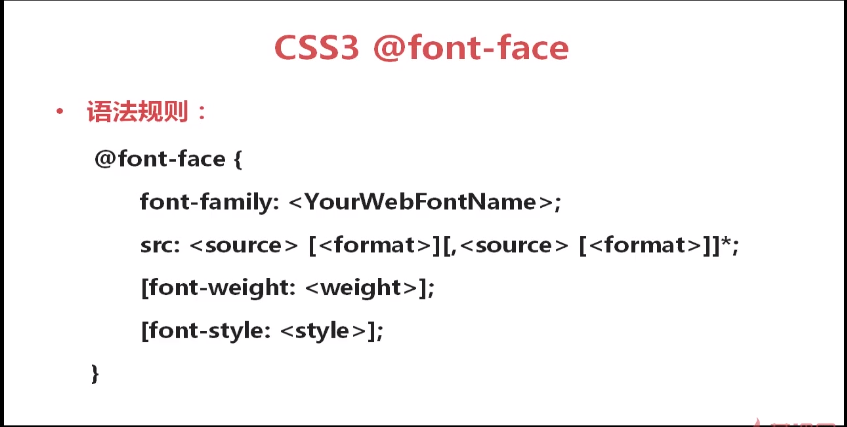 CSS3 @font-face
• 语法规则：
@font-face {
font-family: <YourWebFontName>;
src: <source> [<format>][,<source> [<format>]]*;
[font-weight: <weight>];
[font-style: <style>];
}